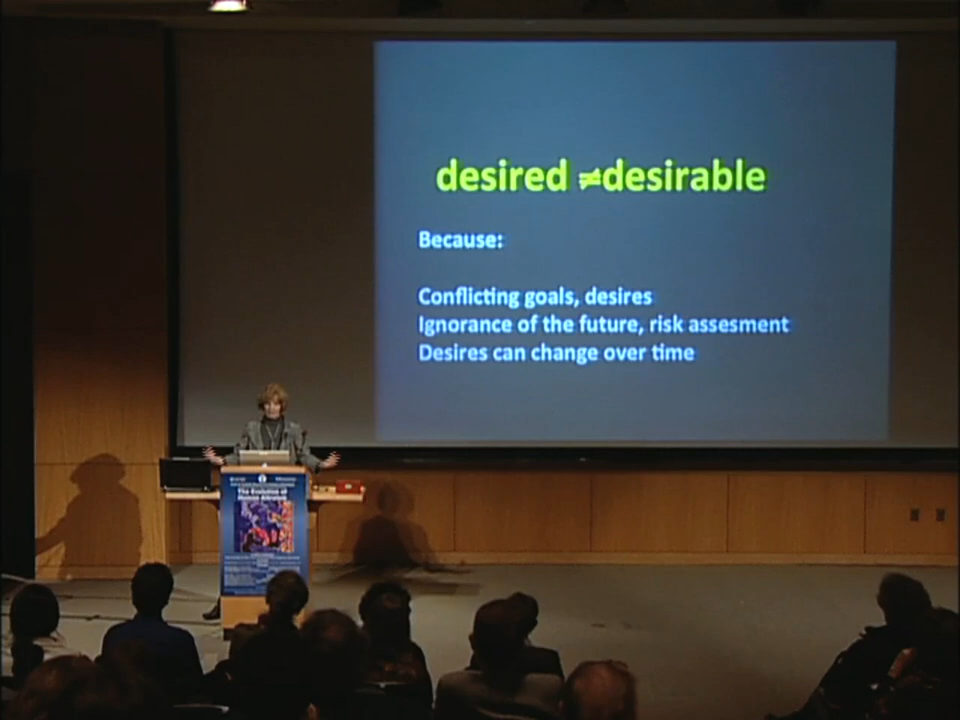 desired ≠desirable
Because:
Conflicting goals, desires
Ignorance of the future, risk assesment
Desires can change over time
The Evolution of
Human Altruism